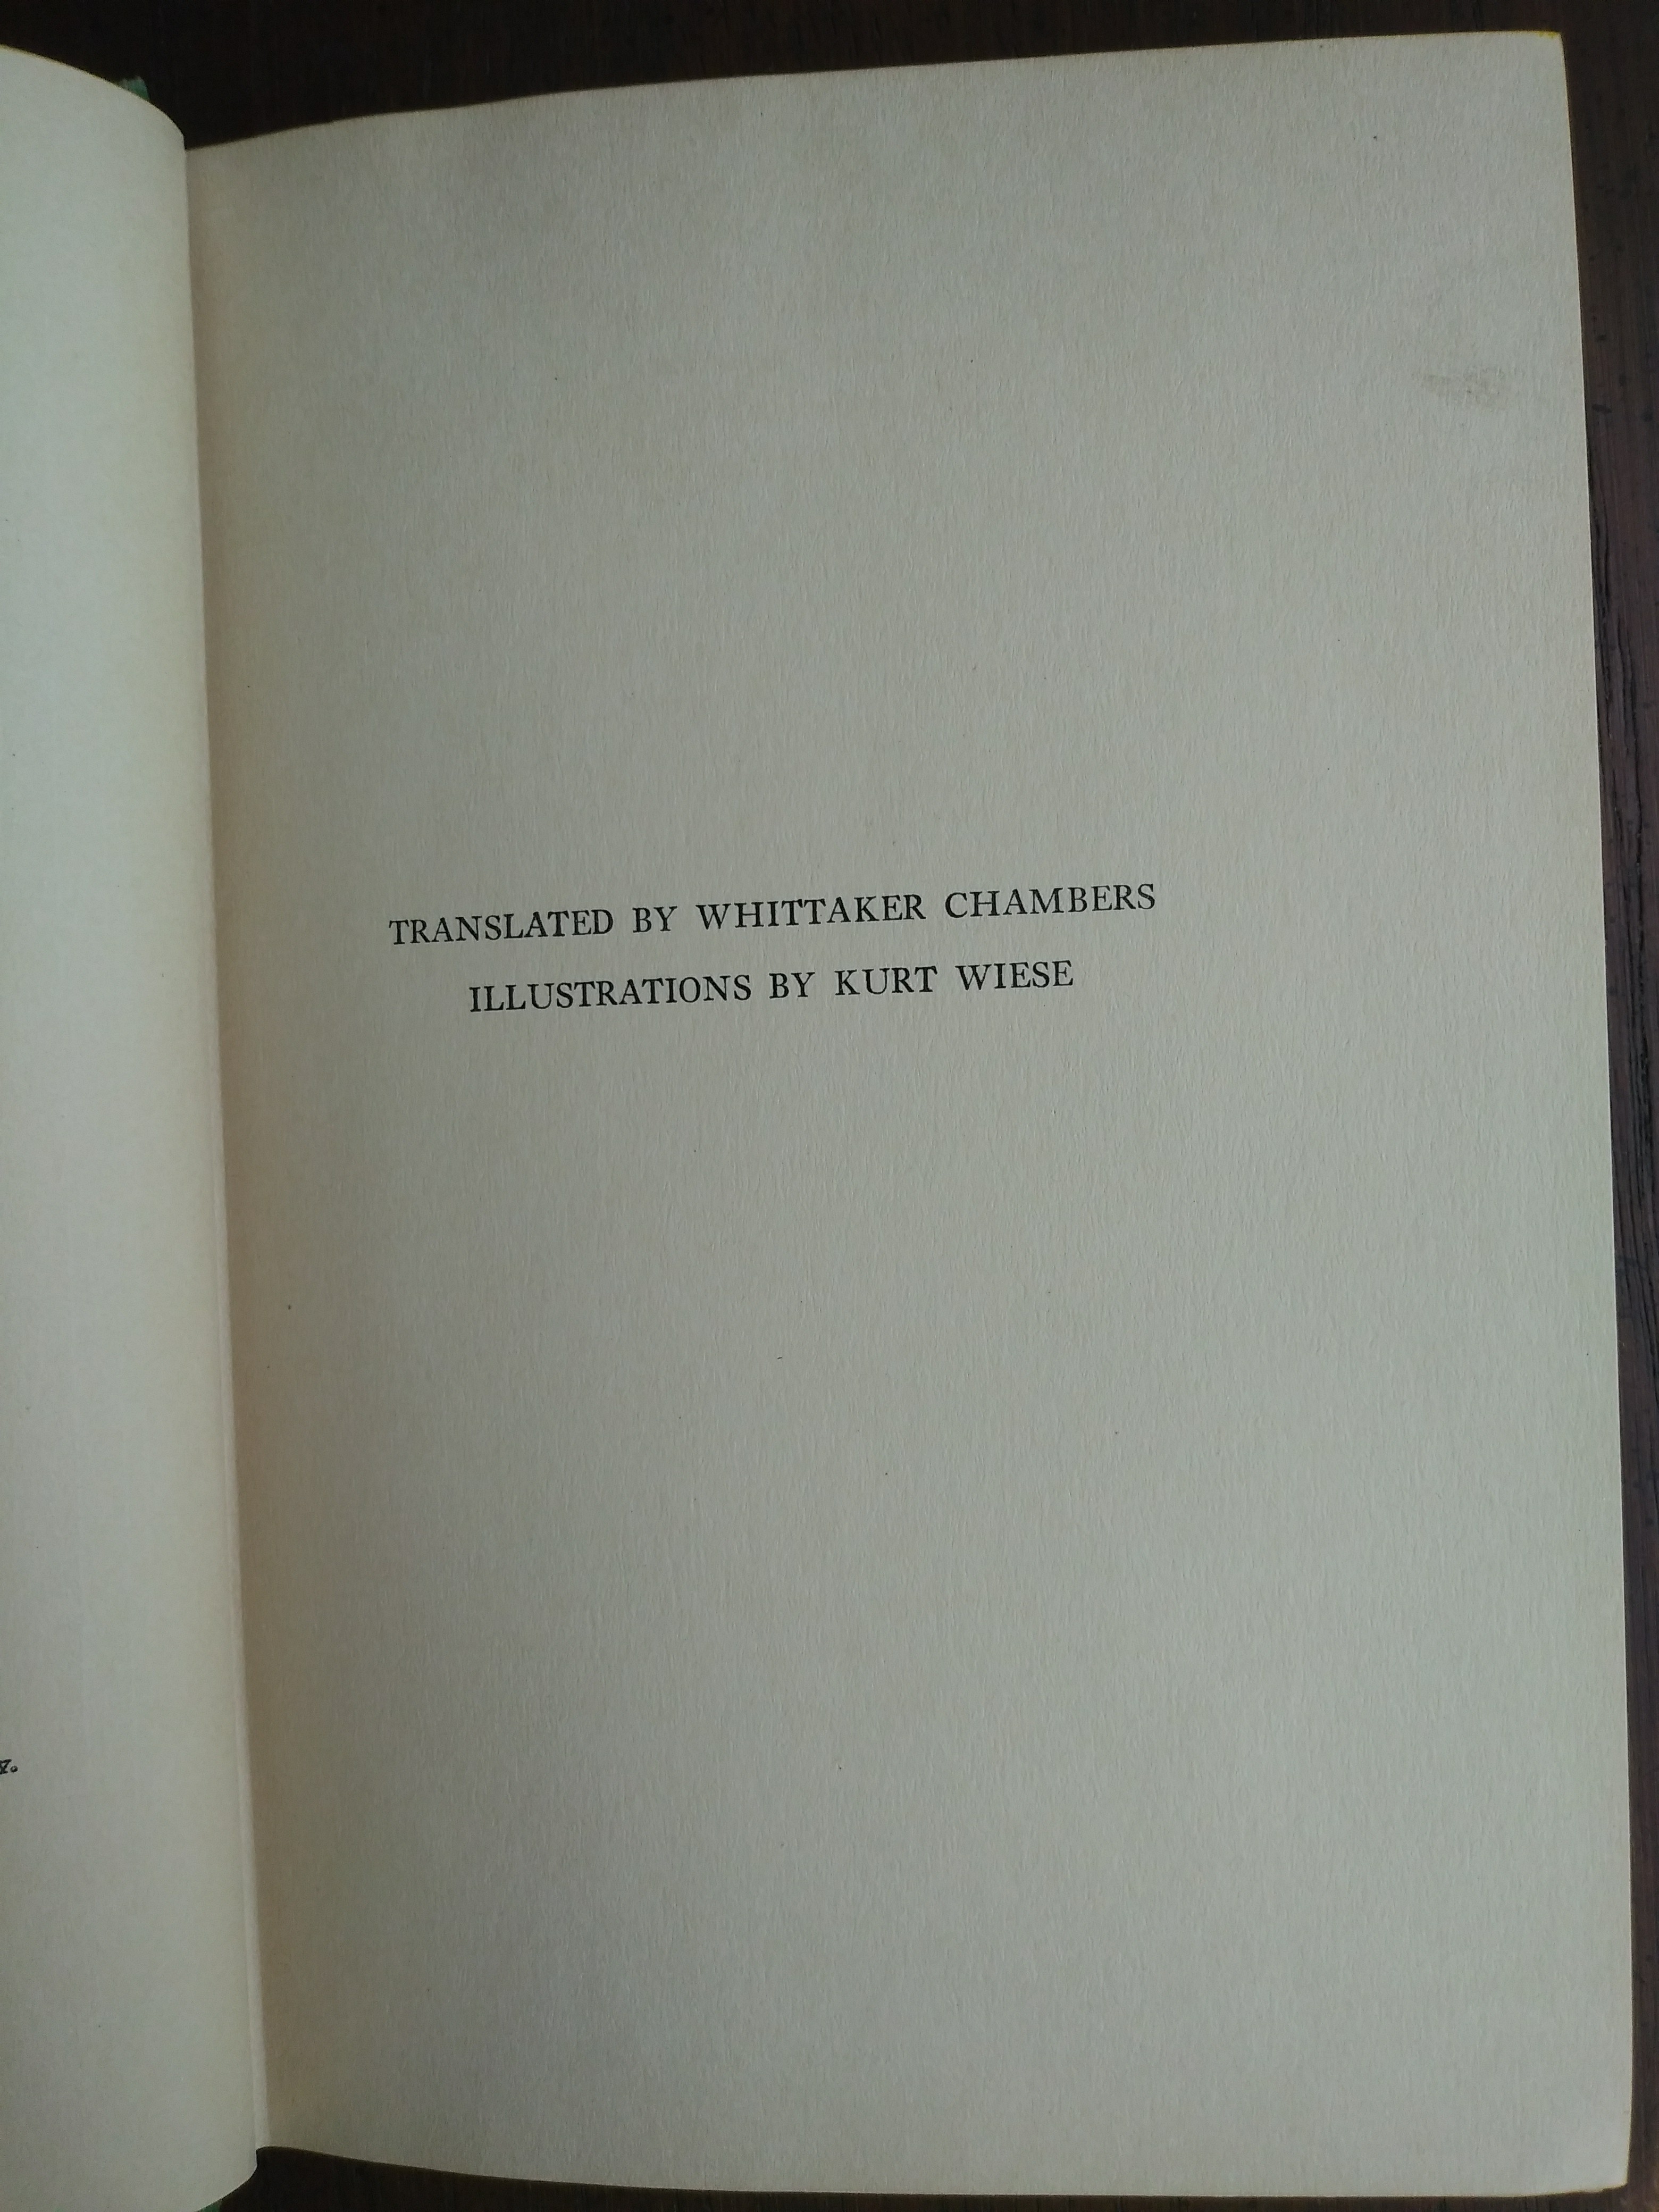 TRANSLATED BY WHITTAKER CHAMBERS
ILLUSTRATIONS BY KURT WIESE